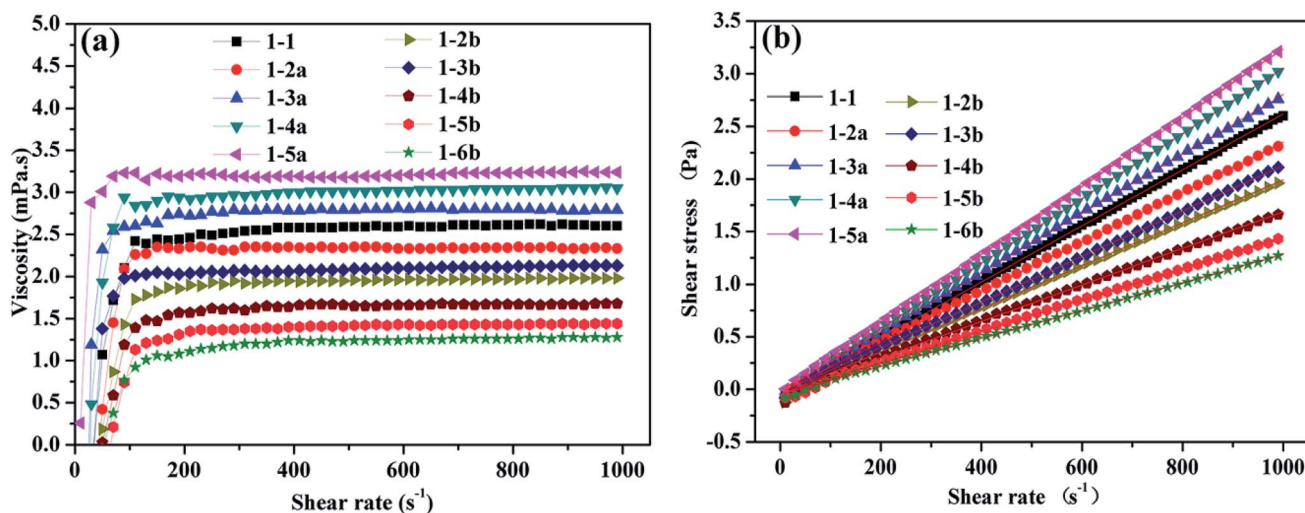 (a)
1-1
1-2a
1-3a
1-4a
1-5a
1-2b
1-3b
1-4b
1-5b
1-6b
Viscosity (mPa.s)
5.0
4.5
4.0
3.5
3.0
2.5
2.0
1.5
1.0
0.5
0.0
0
200
400
600
800
1000
Shear rate (s⁻¹)
(b)
1-1
1-2a
1-3a
1-4a
1-5a
1-2b
1-3b
1-4b
1-5b
1-6b
Shear stress (Pa)
3.5
3.0
2.5
2.0
1.5
1.0
0.5
0.0
-0.5
0
200
400
600
800
1000
Shear rate (s⁻¹)